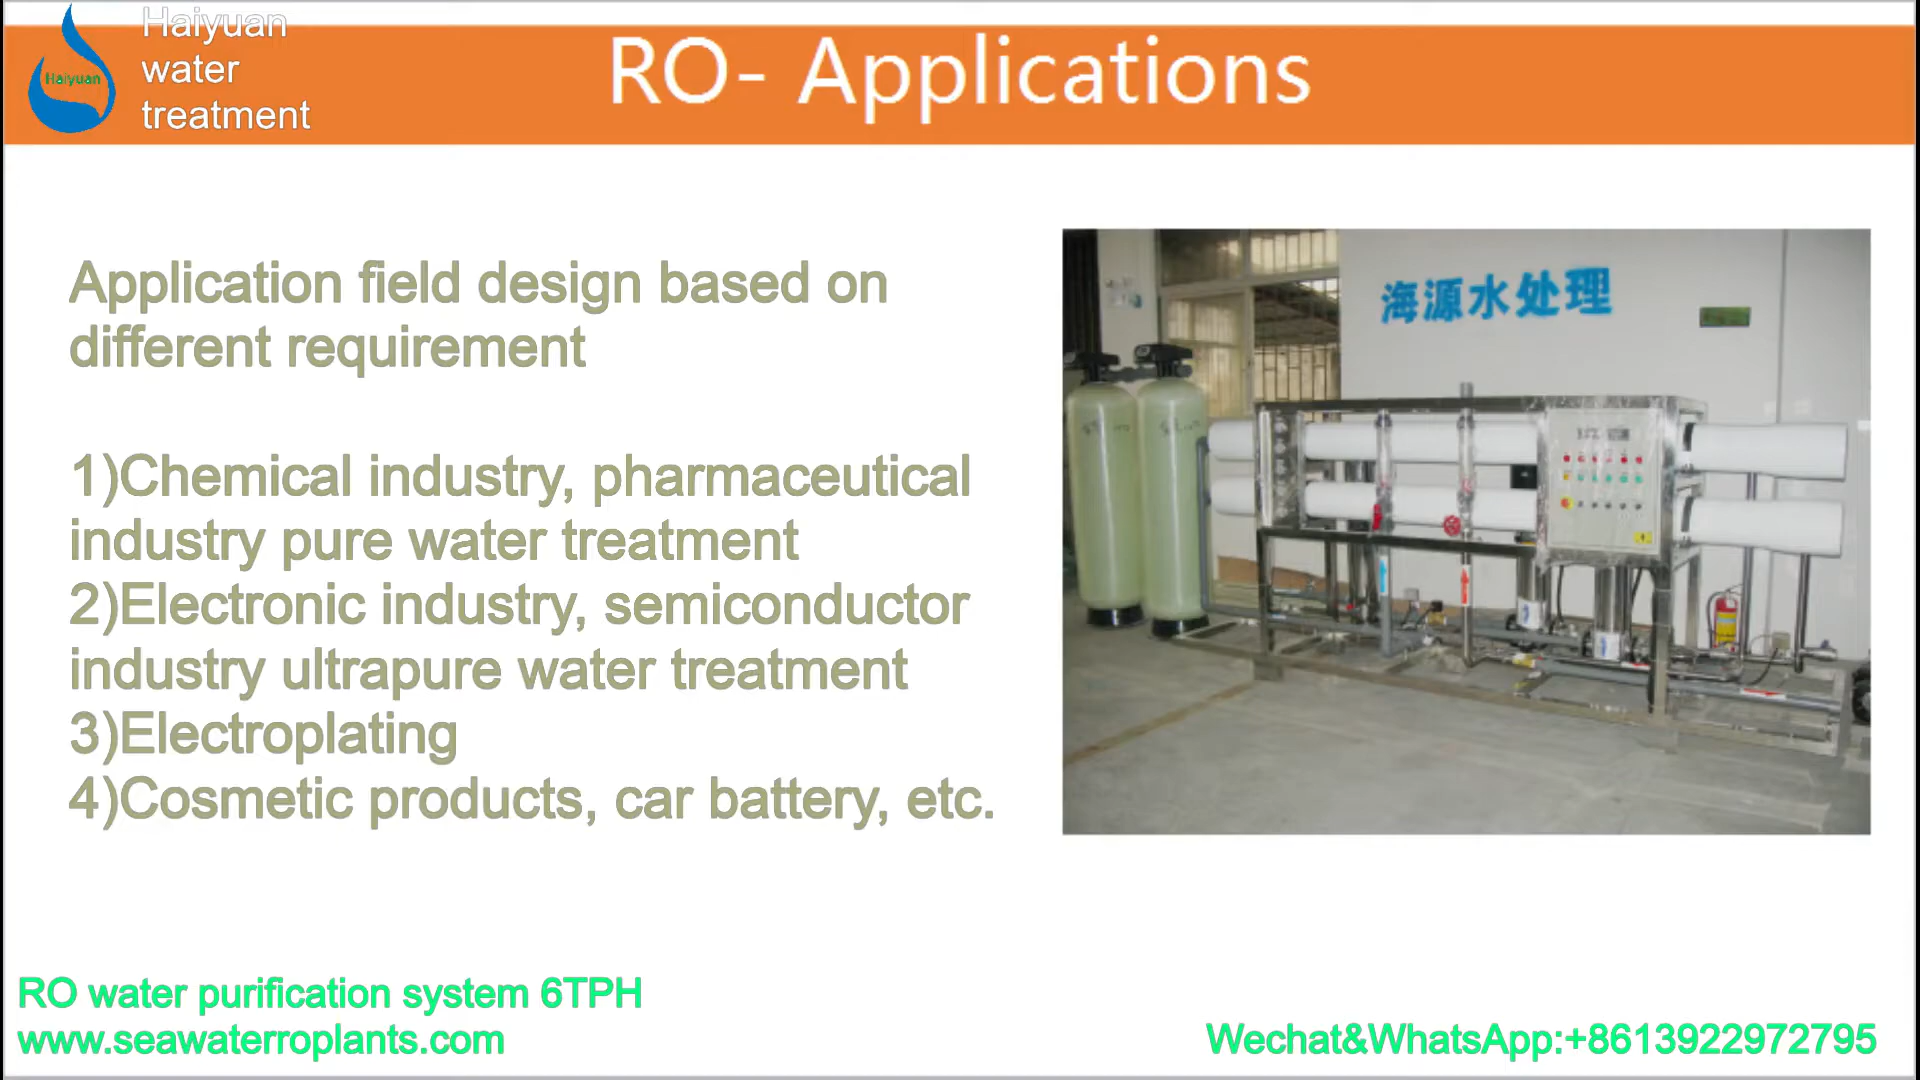 Haiyuan
water
treatment
Haiyuan
RO- Applications
Application field design based on
different requirement
1)Chemical industry, pharmaceutical
industry pure water treatment
2)Electronic industry, semiconductor
industry ultrapure water treatment
3)Electroplating
4)Cosmetic products, car battery, etc.
海源水处理
RO water purification system 6TPH
www.seawaterroplants.com
Wechat&WhatsApp:+8613922972795